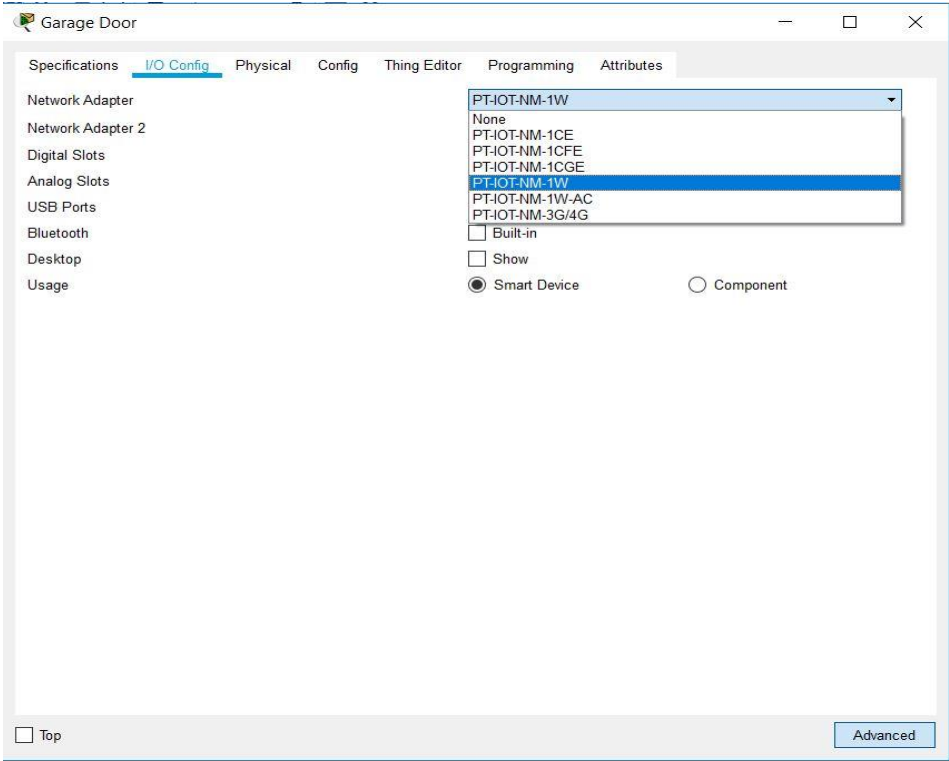 Garage Door
Specifications I/O Config Physical Config Thing Editor Programming Attributes
Network Adapter PT-IOT-NM-1W
None
Network Adapter 2
PT-IOT-NM-1CE
PT-IOT-NM-1CFE
Digital Slots
PT-IOT-NM-1CGE
Analog Slots
PT-IOT-NM-1W
PT-IOT-NM-1W-AC
USB Ports
PT-IOT-NM-3G/4G
Bluetooth Built-in
Desktop Show
Usage Smart Device Component
Top Advanced